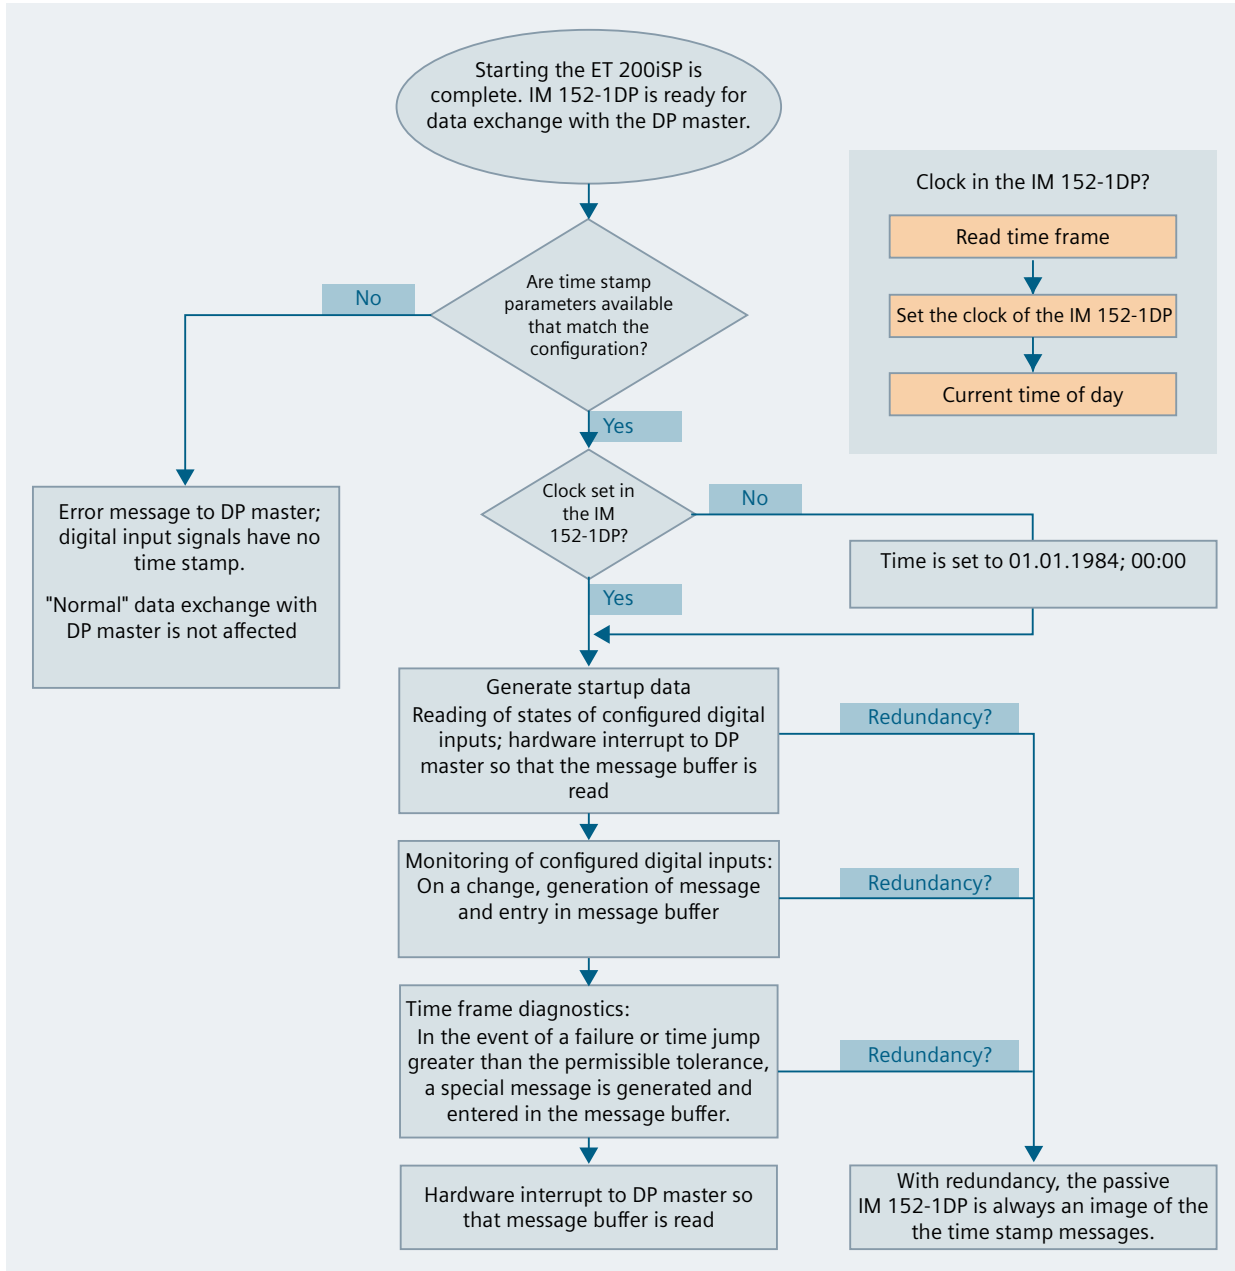 Starting the ET 200iSP is
complete. IM 152-1DP is ready for
data exchange with the DP master.
Clock in the IM 152-1DP?
Read time frame
Set the clock of the IM 152-1DP
Current time of day
Are time stamp
parameters available
that match the
configuration?
No
Yes
Error message to DP master;
digital input signals have no
time stamp.
"Normal" data exchange with
DP master is not affected
Clock set in
the IM
152-1DP?
No
Time is set to 01.01.1984; 00:00
Yes
Generate startup data
Reading of states of configured digital
inputs; hardware interrupt to DP
master so that the message buffer is
read
Redundancy?
Monitoring of configured digital inputs:
On a change, generation of message
and entry in message buffer
Redundancy?
Time frame diagnostics:
In the event of a failure or time jump
greater than the permissible tolerance,
a special message is generated and
entered in the message buffer.
Redundancy?
Hardware interrupt to DP master so
that message buffer is read
With redundancy, the passive
IM 152-1DP is always an image of the
the time stamp messages.